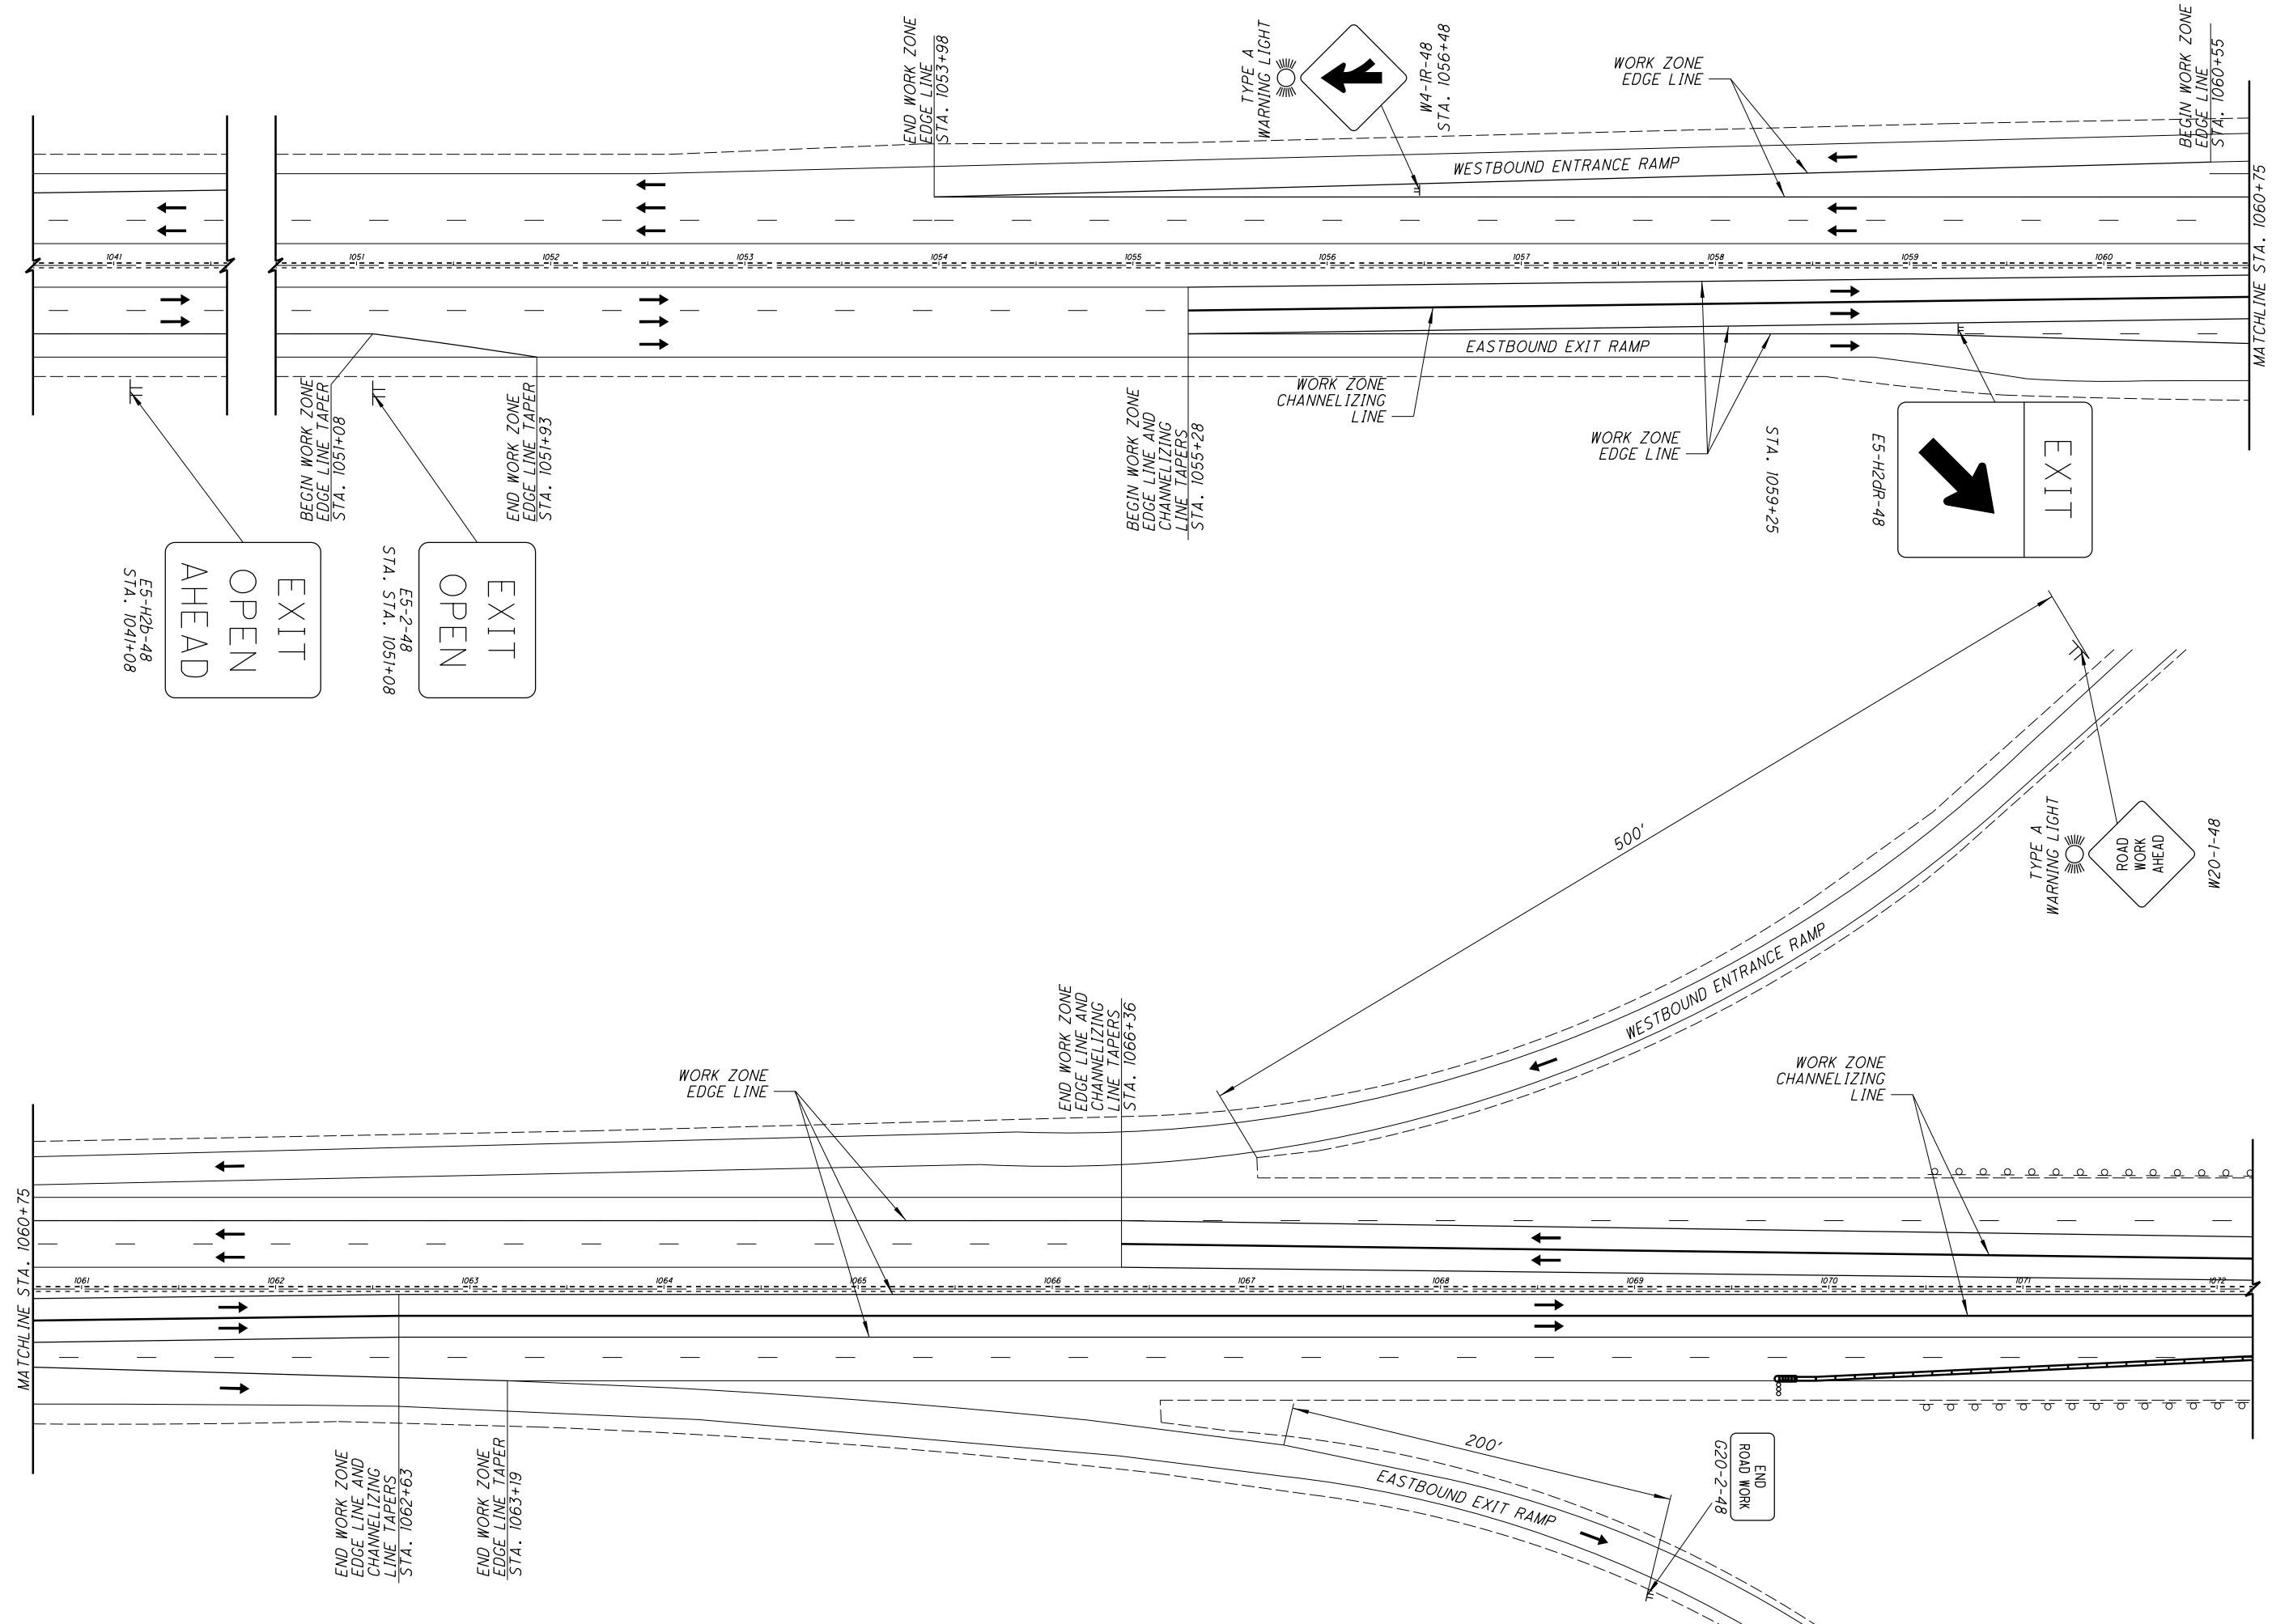 END WORK ZONE
EDGE LINE
STA. 1053+98
TYPE A
WARNING LIGHT
W4-1R-48
STA. 1056+48
WORK ZONE
EDGE LINE
BEGIN WORK ZONE
EDGE LINE
STA. 1060+55
WESTBOUND ENTRANCE RAMP
MATCHLINE STA. 1060+75
1041
1051
1052
1053
1054
1055
1056
1057
1058
1059
1060
EASTBOUND EXIT RAMP
BEGIN WORK ZONE
EDGE LINE TAPER
STA. 1051+08
END WORK ZONE
EDGE LINE TAPER
STA. 1051+93
BEGIN WORK ZONE
EDGE LINE AND
CHANNELIZING
LINE TAPERS
STA. 1055+28
WORK ZONE
CHANNELIZING
LINE
WORK ZONE
EDGE LINE
STA. 1059+25
E5-H2dR-48
EXIT
EXIT
OPEN
AHEAD
E5-H2b-48
STA. 1041+08
EXIT
OPEN
E5-2-48
STA. STA. 1051+08
500'
TYPE A
WARNING LIGHT
ROAD
WORK
AHEAD
W20-1-48
WESTBOUND ENTRANCE RAMP
END WORK ZONE
EDGE LINE AND
CHANNELIZING
LINE TAPERS
STA. 1066+36
WORK ZONE
EDGE LINE
WORK ZONE
CHANNELIZING
LINE
MATCHLINE STA. 1060+75
1061
1062
1063
1064
1065
1066
1067
1068
1069
1070
1071
1072
END WORK ZONE
EDGE LINE AND
CHANNELIZING
LINE TAPERS
STA. 1062+63
END WORK ZONE
EDGE LINE TAPER
STA. 1063+19
200'
EASTBOUND EXIT RAMP
END
ROAD WORK
G20-2-48